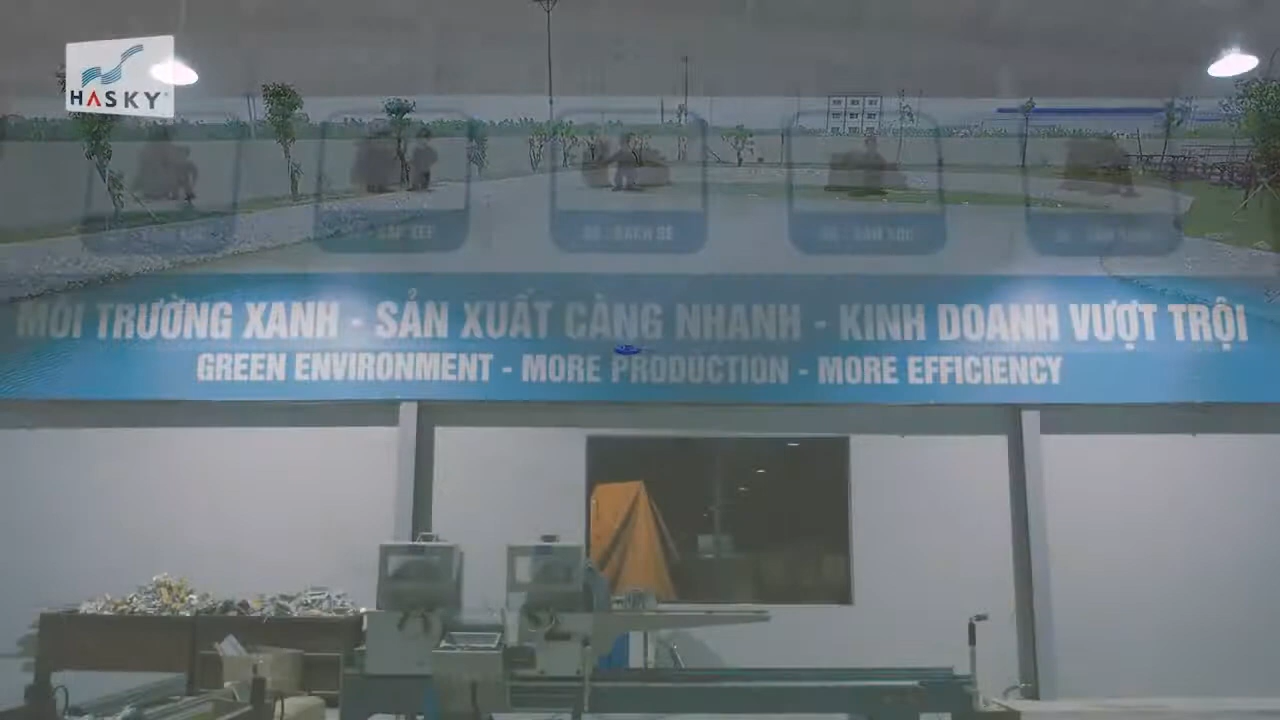 HASKY
MÔI TRƯỜNG XANH - SẢN XUẤT CÀNG NHANH - KINH DOANH VƯỢT TRỘI
GREEN ENVIRONMENT - MORE PRODUCTION - MORE EFFICIENCY